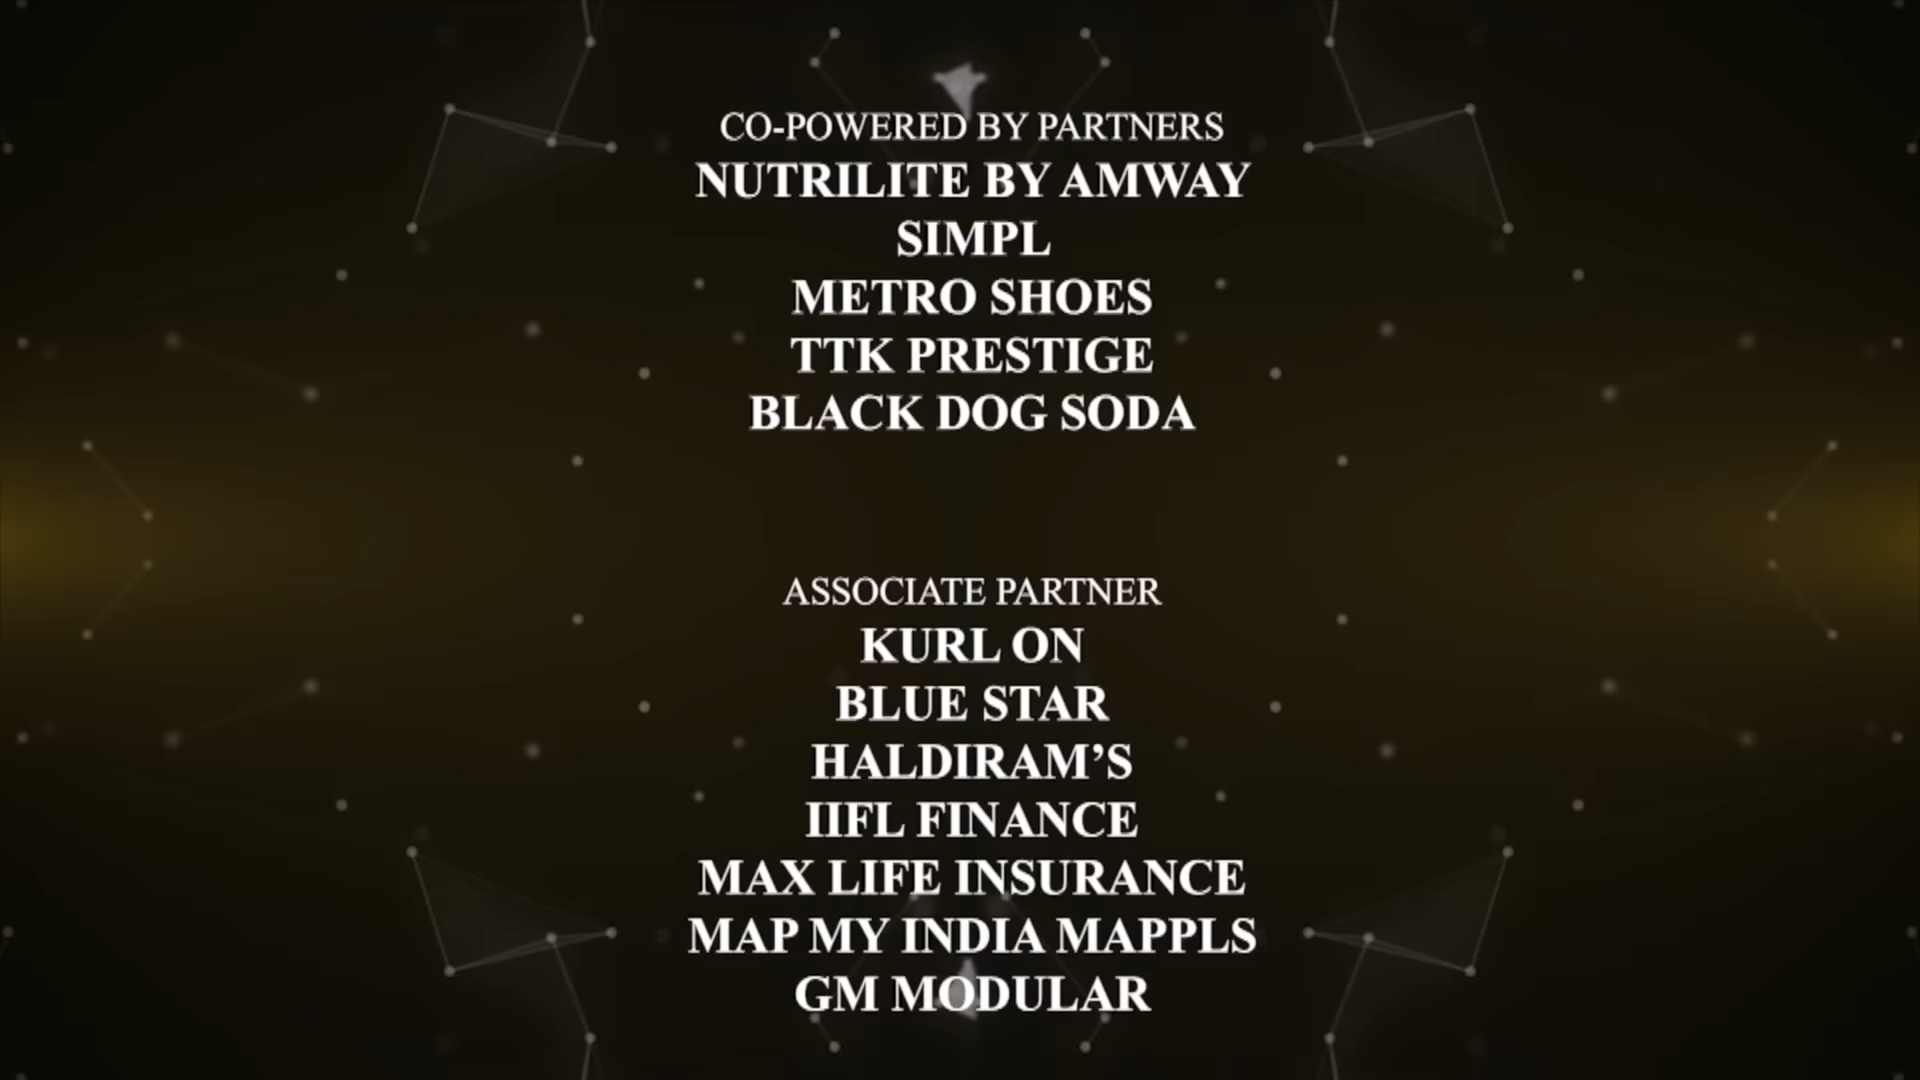 CO-POWERED BY PARTNERS
NUTRILITE BY AMWAY
SIMPL
METRO SHOES
TTK PRESTIGE
BLACK DOG SODA
ASSOCIATE PARTNER
KURL ON
BLUE STAR
HALDIRAM’S
IIFL FINANCE
MAX LIFE INSURANCE
MAP MY INDIA MAPPLS
GM MODULAR